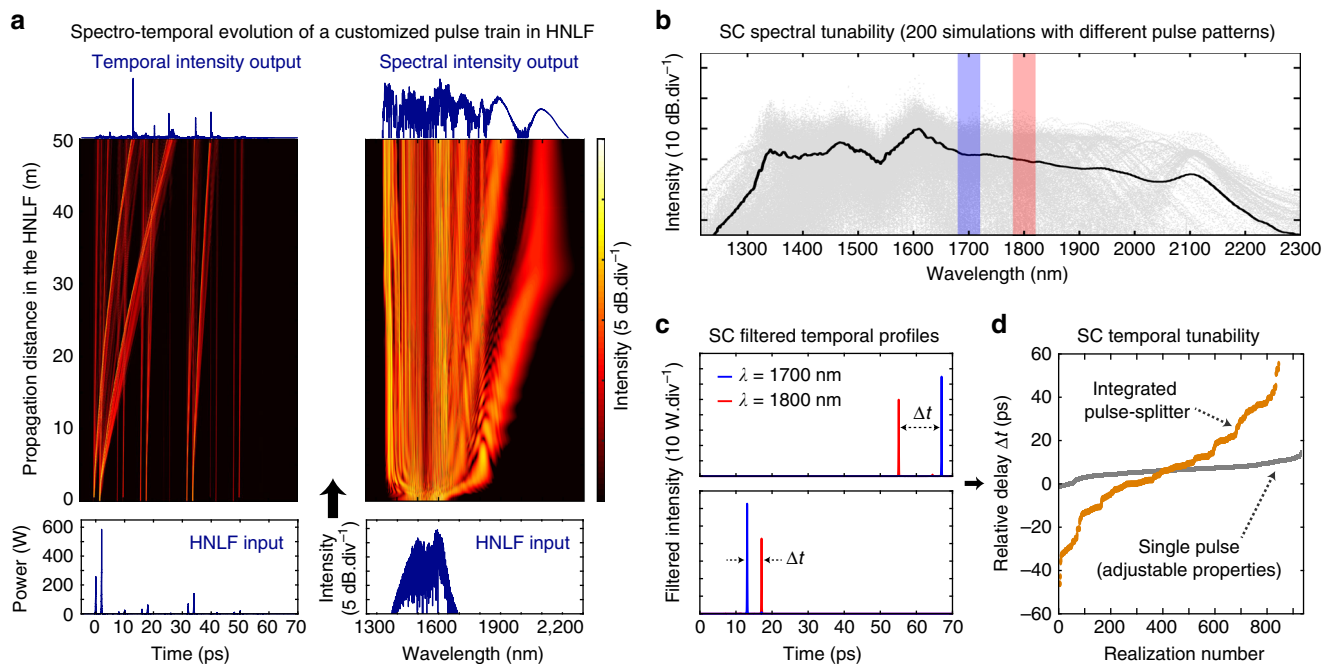 a
Spectro-temporal evolution of a customized pulse train in HNLF
Temporal intensity output
Spectral intensity output
Propagation distance in the HNLF (m)
50
40
30
20
10
0
Intensity (5 dB.div⁻¹)
Power (W)
600
400
200
0
HNLF input
0 10 20 30 40 50 60 70
Time (ps)
Intensity
(5 dB.div⁻¹)
HNLF input
1300 1600 1900 2,200
Wavelength (nm)
b
SC spectral tunability (200 simulations with different pulse patterns)
Intensity (10 dB.div⁻¹)
1300 1400 1500 1600 1700 1800 1900 2000 2100 2200 2300
Wavelength (nm)
c
SC filtered temporal profiles
Filtered intensity (10 W.div⁻¹)
λ = 1700 nm
λ = 1800 nm
Δt
Δt
0 10 20 30 40 50 60 70
Time (ps)
d
SC temporal tunability
Relative delay Δt (ps)
60
40
20
0
−20
−40
−60
Integrated
pulse-splitter
Single pulse
(adjustable properties)
0 200 400 600 800
Realization number